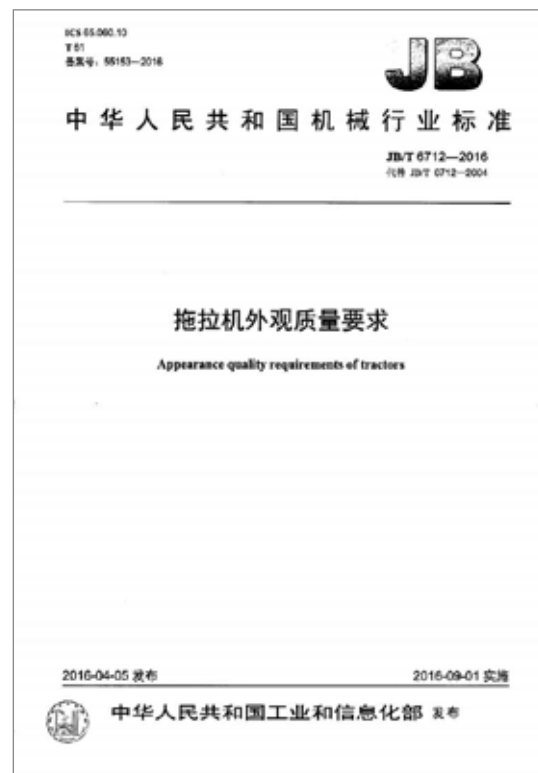 ICS 65.060.10
T 61
备案号：55153—2016
JB
中华人民共和国机械行业标准
JB/T 6712—2016
代替 JB/T 6712—2004
拖拉机外观质量要求
Appearance quality requirements of tractors
2016-04-05 发布
2016-09-01 实施
中华人民共和国工业和信息化部 发布